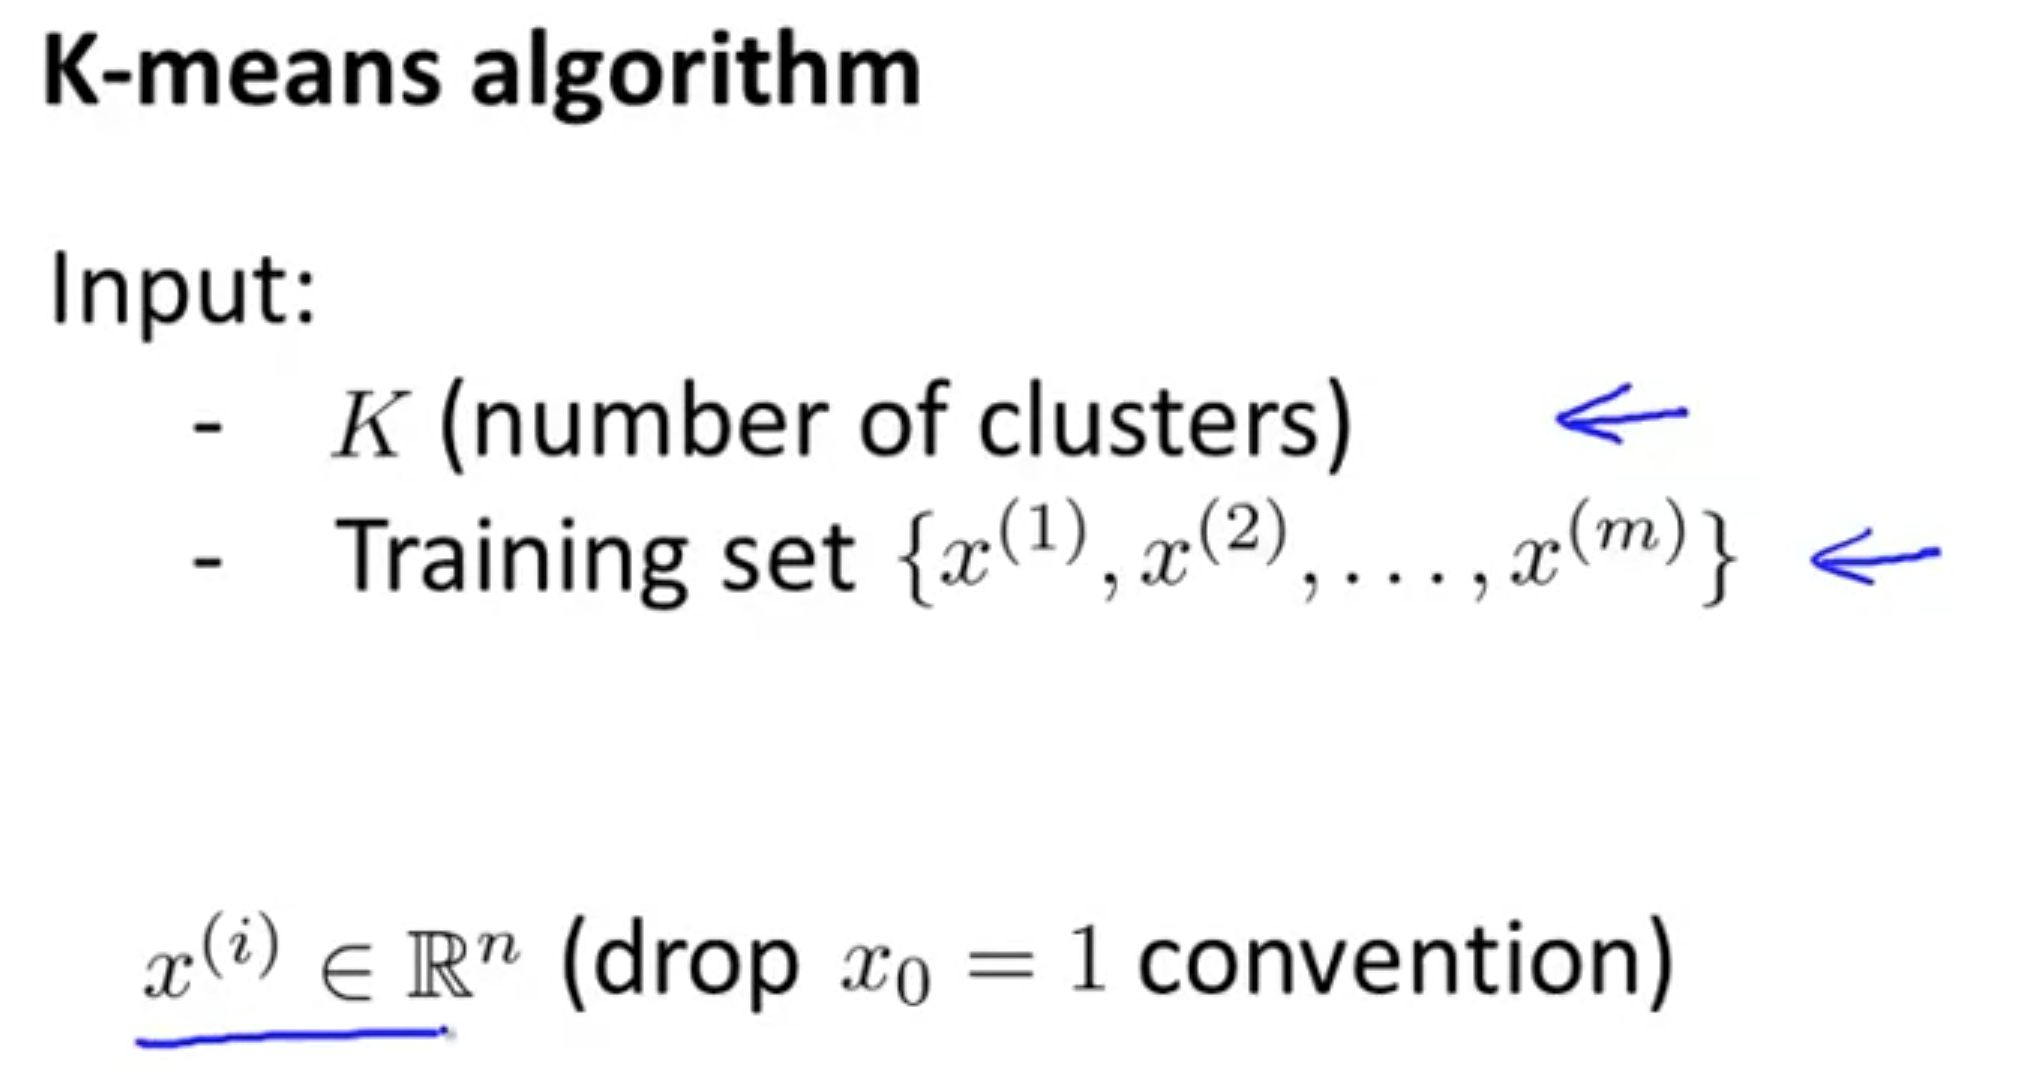 K-means algorithm
Input:
- K (number of clusters)
- Training set {x^(1), x^(2), . . . , x^(m)}
x^(i) ∈ ℝ^n (drop x_0 = 1 convention)